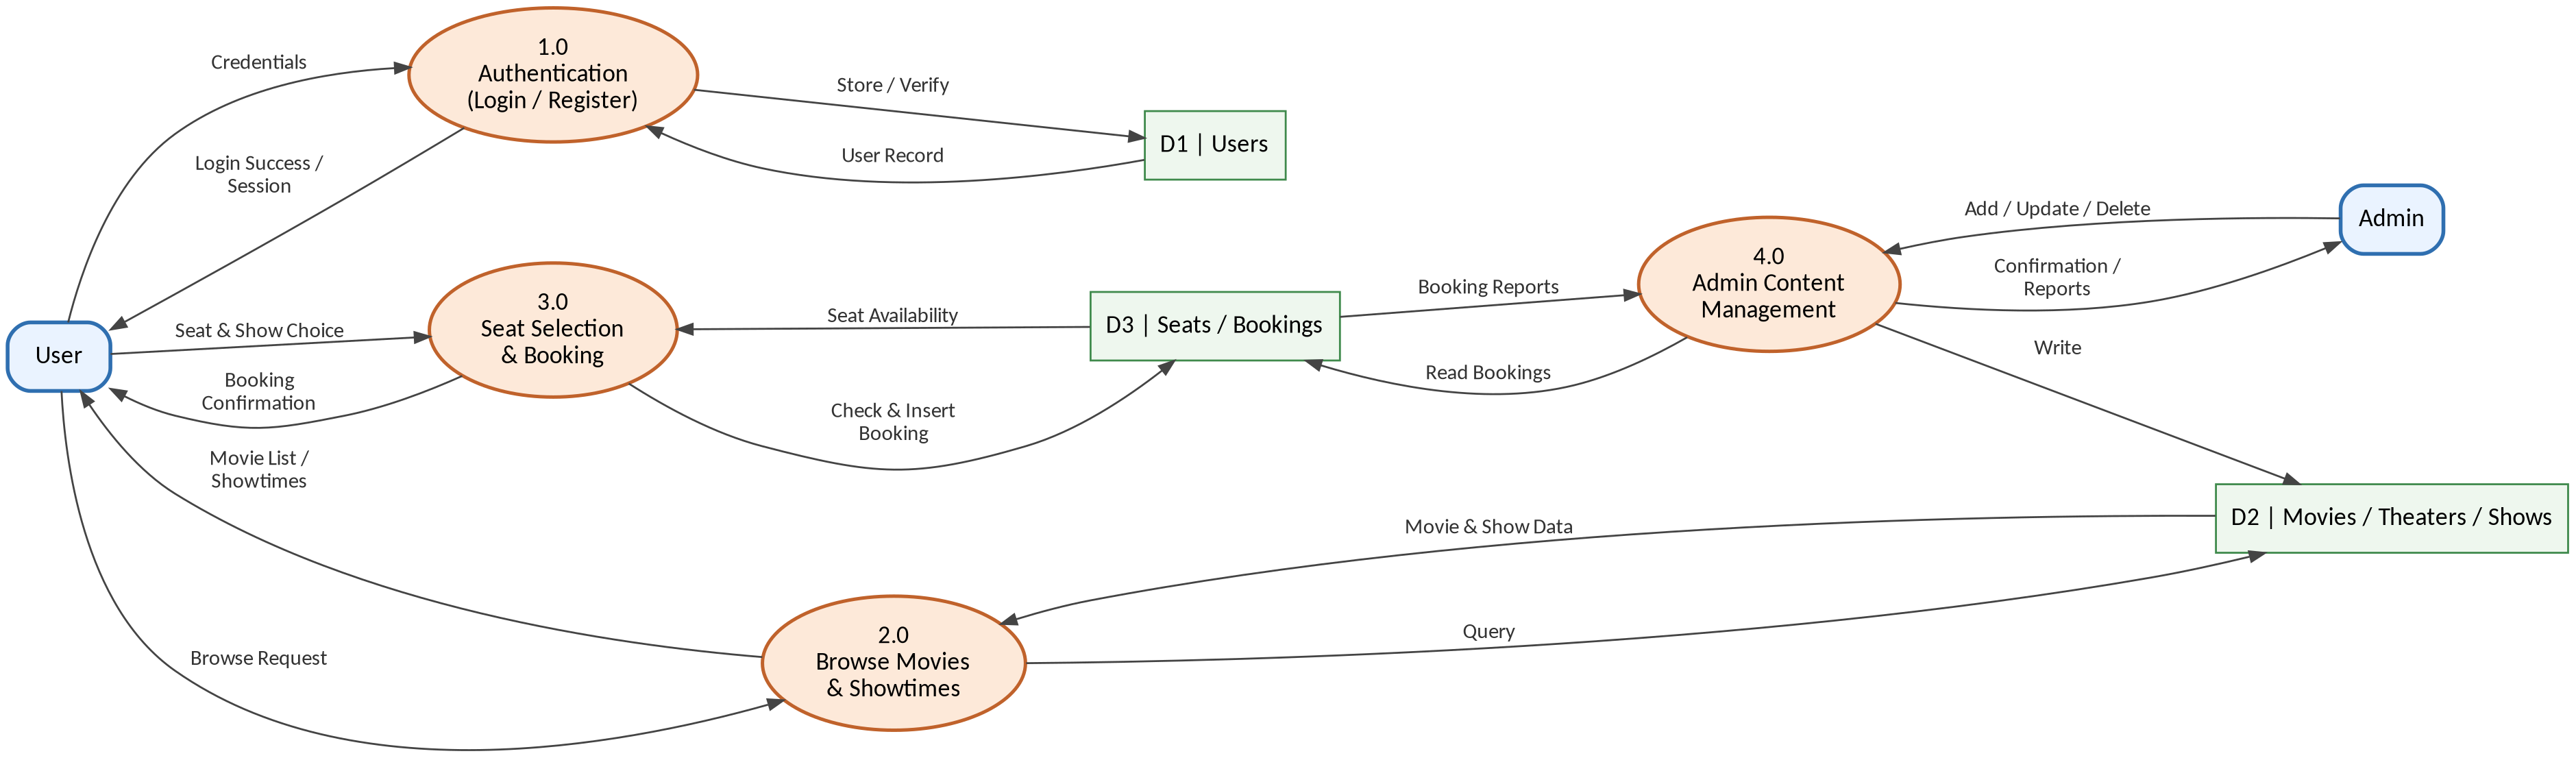 1.0
Authentication
(Login / Register)
Credentials
Store / Verify
D1 | Users
User Record
Login Success /
Session
Admin
Add / Update / Delete
4.0
Admin Content
Management
Confirmation /
Reports
3.0
Seat Selection
& Booking
Seat Availability
D3 | Seats / Bookings
Booking Reports
User
Seat & Show Choice
Write
Read Bookings
Booking
Confirmation
Check & Insert
Booking
Movie List /
Showtimes
D2 | Movies / Theaters / Shows
Movie & Show Data
2.0
Browse Movies
& Showtimes
Query
Browse Request